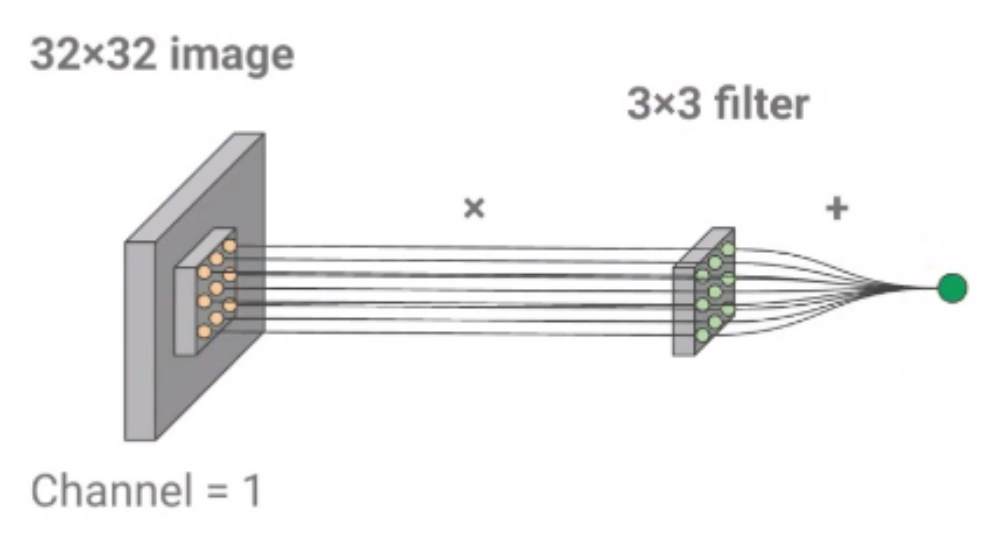 32×32 image
3×3 filter
×
+
Channel = 1